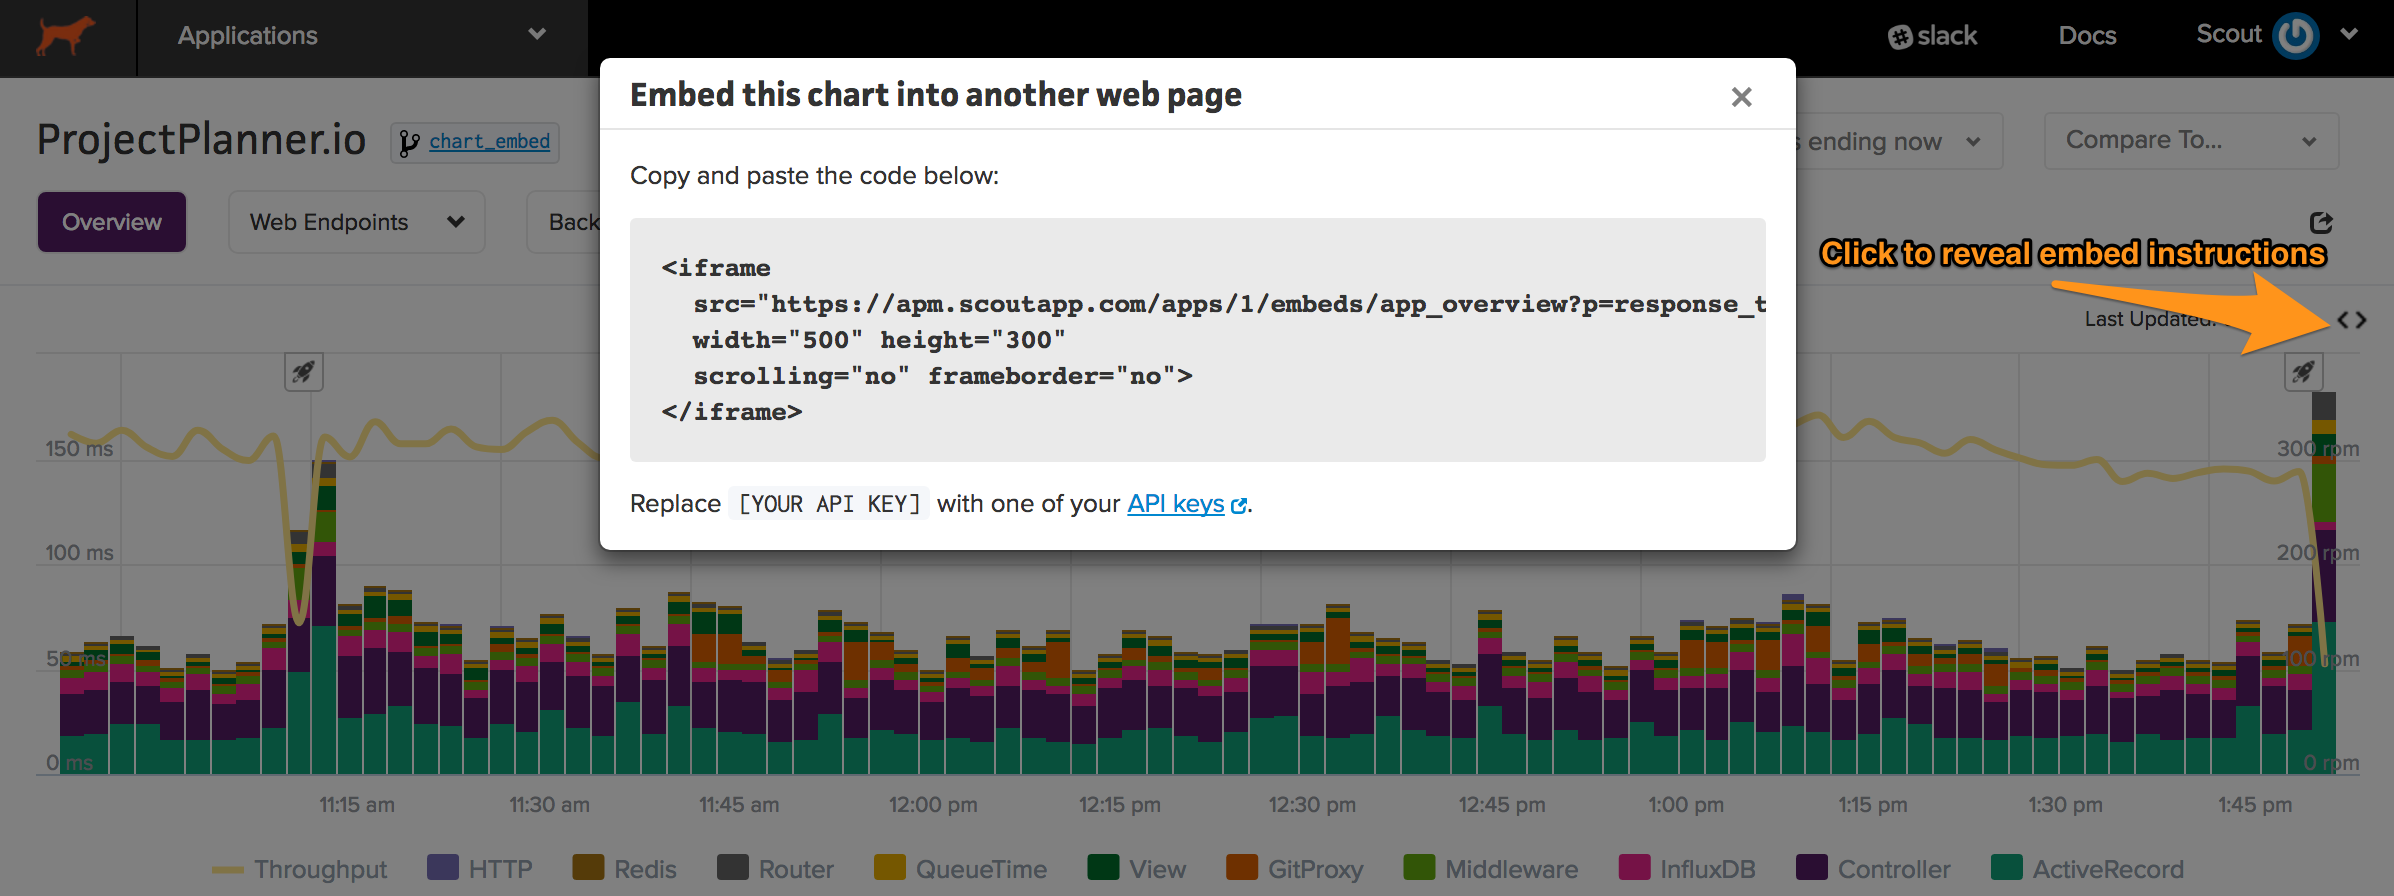 Applications
slack
Docs
Scout
Embed this chart into another web page
ProjectPlanner.io
chart_embed
ending now
Compare To...
Copy and paste the code below:
Overview
Web Endpoints
Back
Click to reveal embed instructions
<iframe
src="https://apm.scoutapp.com/apps/1/embeds/app_overview?p=response_t
width="500" height="300"
scrolling="no" frameborder="no">
</iframe>
Last Updated:
Replace [YOUR API KEY] with one of your API keys.
150 ms
300 rpm
100 ms
200 rpm
50 ms
100 rpm
0 ms
0 rpm
11:15 am
11:30 am
11:45 am
12:00 pm
12:15 pm
12:30 pm
12:45 pm
1:00 pm
1:15 pm
1:30 pm
1:45 pm
Throughput
HTTP
Redis
Router
QueueTime
View
GitProxy
Middleware
InfluxDB
Controller
ActiveRecord